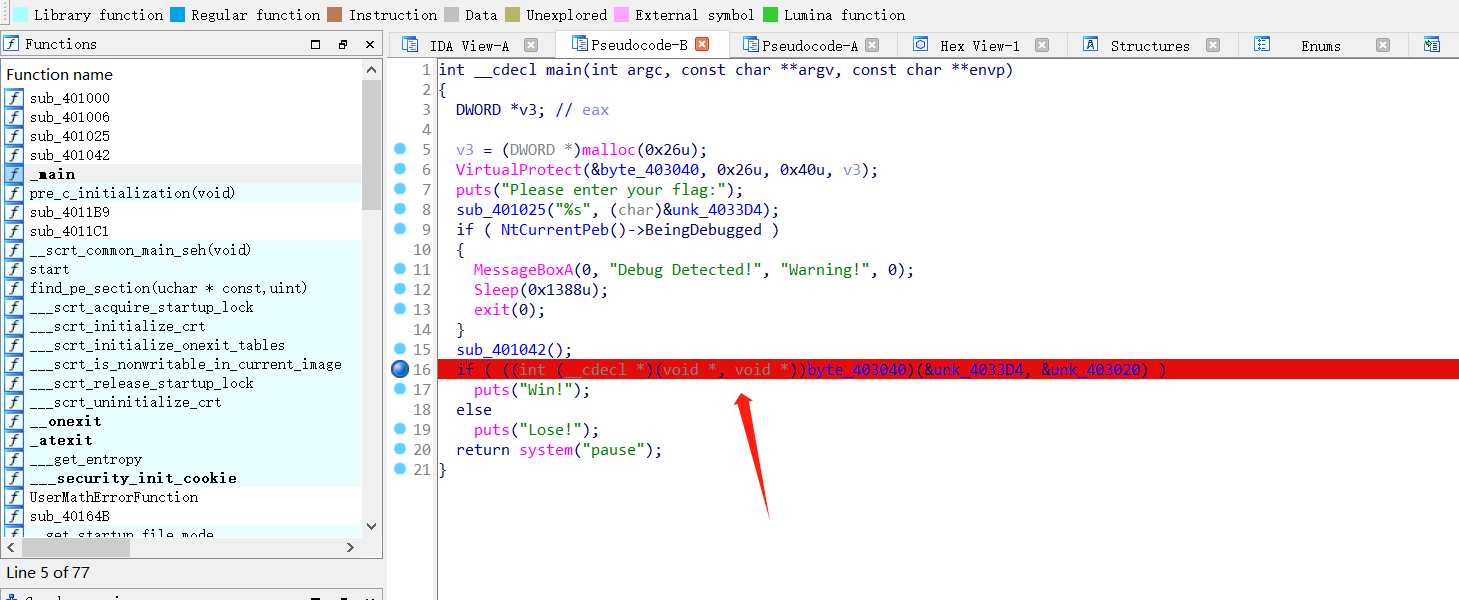 Library function Regular function Instruction Data Unexplored External symbol Lumina function
Functions
Function name
sub_401000
sub_401006
sub_401025
sub_401042
_main
pre_c_initialization(void)
sub_4011B9
sub_4011C1
__scrt_common_main_seh(void)
start
find_pe_section(uchar * const,uint)
___scrt_acquire_startup_lock
___scrt_initialize_crt
___scrt_initialize_onexit_tables
___scrt_is_nonwritable_in_current_image
___scrt_release_startup_lock
___scrt_uninitialize_crt
__onexit
_atexit
___get_entropy
___security_init_cookie
UserMathErrorFunction
sub_40164B
__get_startup_file_mode
Line 5 of 77
IDA View-A Pseudocode-B Pseudocode-A Hex View-1 Structures Enums
1 int __cdecl main(int argc, const char **argv, const char **envp)
2 {
3 DWORD *v3; // eax
4
5 v3 = (DWORD *)malloc(0x26u);
6 VirtualProtect(&byte_403040, 0x26u, 0x40u, v3);
7 puts("Please enter your flag:");
8 sub_401025("%s", (char)&unk_4033D4);
9 if ( NtCurrentPeb()->BeingDebugged )
10 {
11 MessageBoxA(0, "Debug Detected!", "Warning!", 0);
12 Sleep(0x1388u);
13 exit(0);
14 }
15 sub_401042();
16 if ( ((int (__cdecl *)(void *, void *))byte_403040)(&unk_4033D4, &unk_403020) )
17 puts("Win!");
18 else
19 puts("Lose!");
20 return system("pause");
21 }